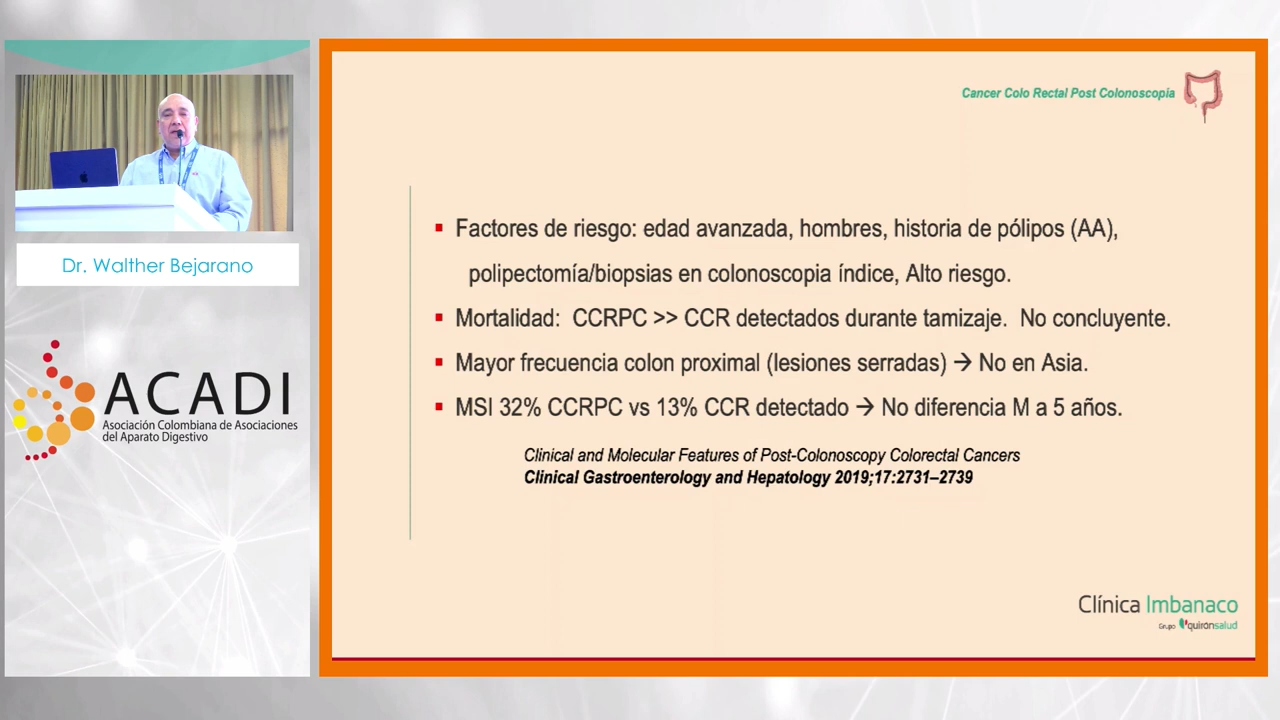 Dr. Walther Bejarano
ACADI
Asociación Colombiana de Asociaciones
del Aparato Digestivo
Cancer Colo Rectal Post Colonoscopía
▪ Factores de riesgo: edad avanzada, hombres, historia de pólipos (AA),
polipectomía/biopsias en colonoscopia índice, Alto riesgo.
▪ Mortalidad: CCRPC >> CCR detectados durante tamizaje. No concluyente.
▪ Mayor frecuencia colon proximal (lesiones serradas) → No en Asia.
▪ MSI 32% CCRPC vs 13% CCR detectado → No diferencia M a 5 años.
Clinical and Molecular Features of Post-Colonoscopy Colorectal Cancers
Clinical Gastroenterology and Hepatology 2019;17:2731–2739
Clínica Imbanaco
Grupo quirónsalud